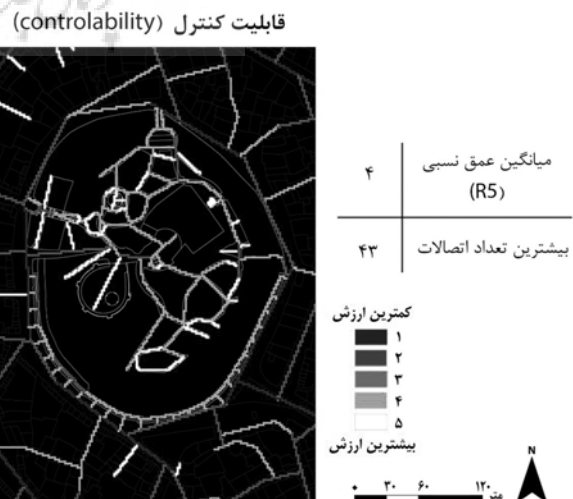 قابلیت کنترل (controlability)
میانگین عمق نسبی ۴
(R5)
بیشترین تعداد اتصالات ۴۳
کمترین ارزش
۱
۲
۳
۴
۵
بیشترین ارزش
N
۰ ۳۰ ۶۰ ۱۲۰ متر